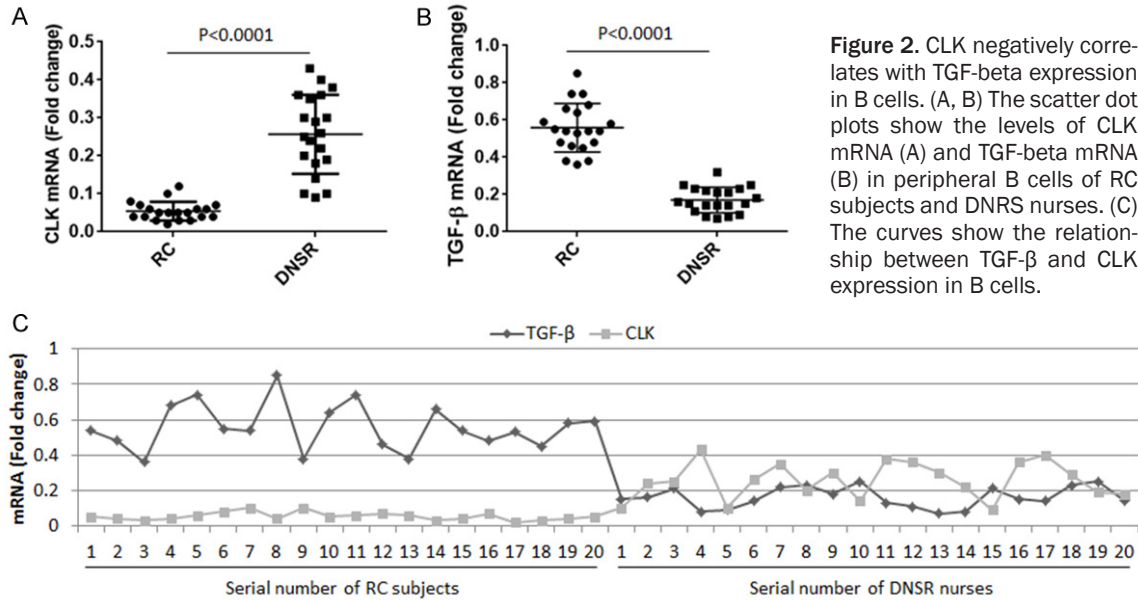 A
P<0.0001
CLK mRNA (Fold change)
0.5
0.4
0.3
0.2
0.1
0.0
RC
DNSR
B
P<0.0001
TGF-β mRNA (Fold change)
1.0
0.8
0.6
0.4
0.2
0.0
RC
DNSR
Figure 2. CLK negatively corre-
lates with TGF-beta expression
in B cells. (A, B) The scatter dot
plots show the levels of CLK
mRNA (A) and TGF-beta mRNA
(B) in peripheral B cells of RC
subjects and DNRS nurses. (C)
The curves show the relation-
ship between TGF-β and CLK
expression in B cells.
C
TGF-β CLK
mRNA (Fold change)
1
0.8
0.6
0.4
0.2
0
1 2 3 4 5 6 7 8 9 10 11 12 13 14 15 16 17 18 19 20 1 2 3 4 5 6 7 8 9 10 11 12 13 14 15 16 17 18 19 20
Serial number of RC subjects Serial number of DNSR nurses